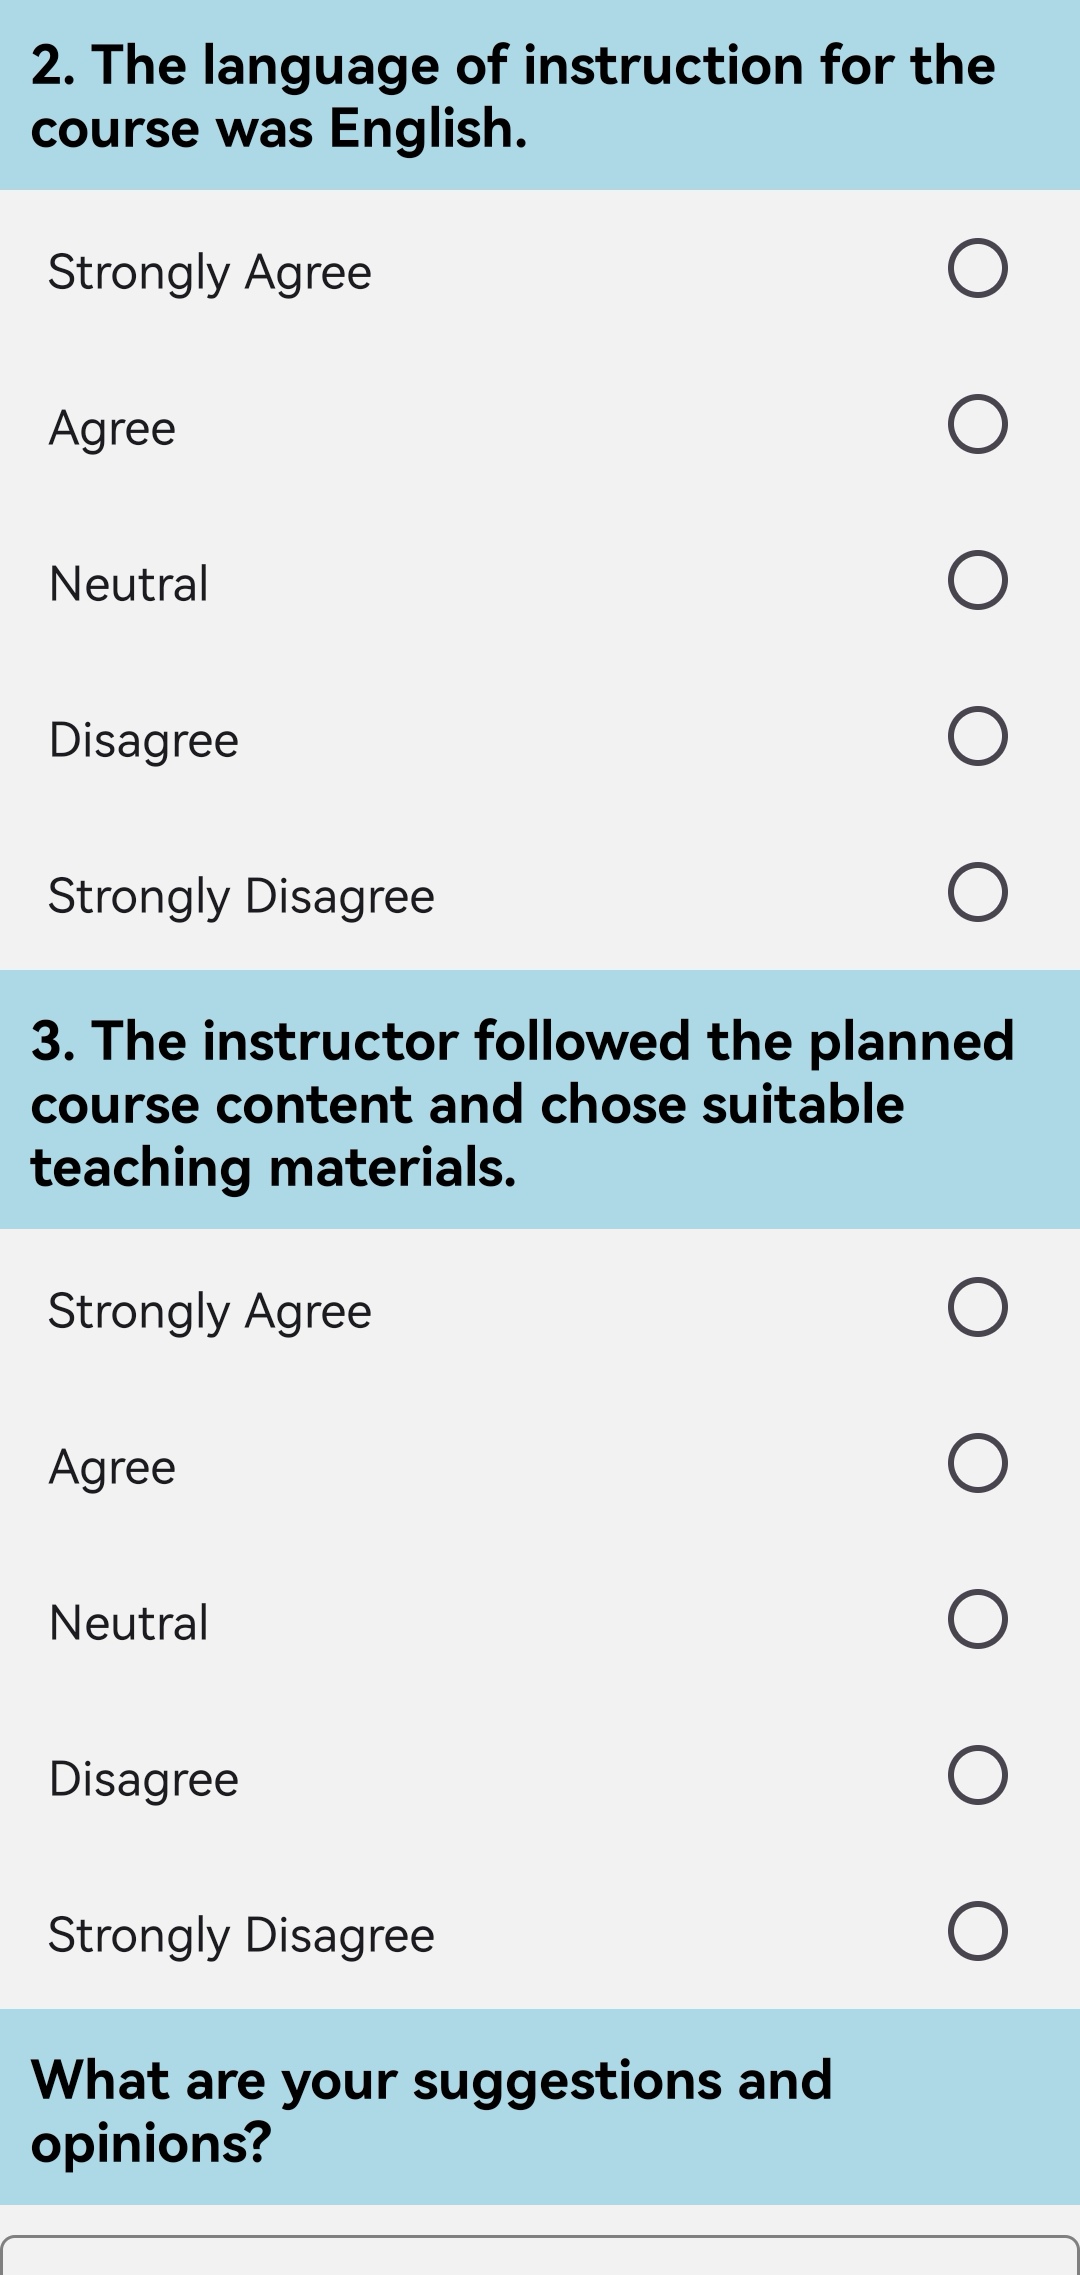 2. The language of instruction for the
course was English.
Strongly Agree
Agree
Neutral
Disagree
Strongly Disagree
3. The instructor followed the planned
course content and chose suitable
teaching materials.
Strongly Agree
Agree
Neutral
Disagree
Strongly Disagree
What are your suggestions and
opinions?